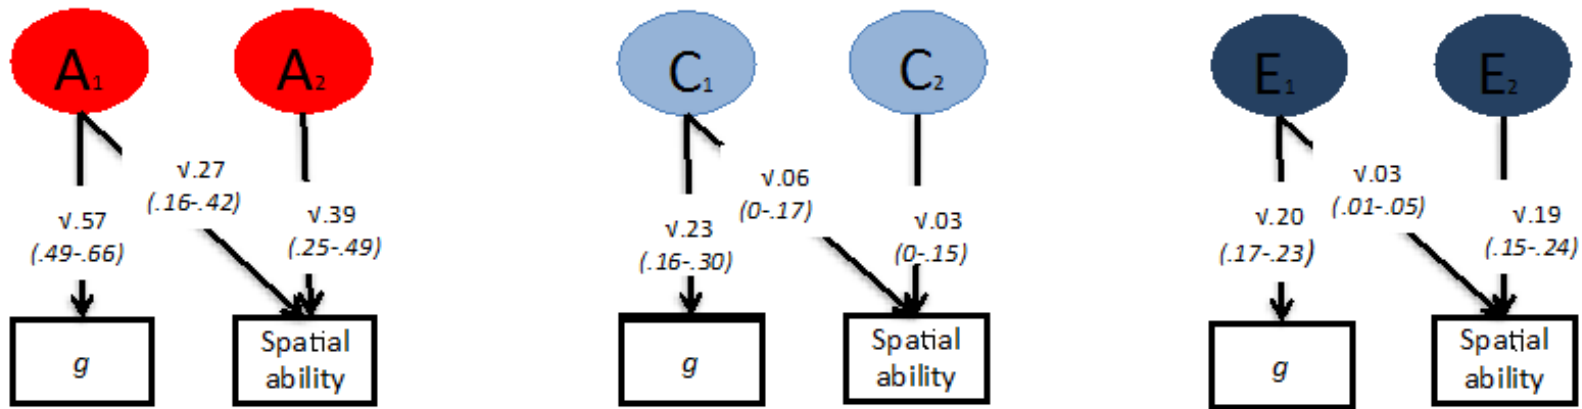 A1
A2
√.27
(.16-.42)
√.57
(.49-.66)
√.39
(.25-.49)
g
Spatial
ability
C1
C2
√.06
(0-.17)
√.23
(.16-.30)
√.03
(0-.15)
g
Spatial
ability
E1
E2
√.03
(.01-.05)
√.20
(.17-.23)
√.19
(.15-.24)
g
Spatial
ability